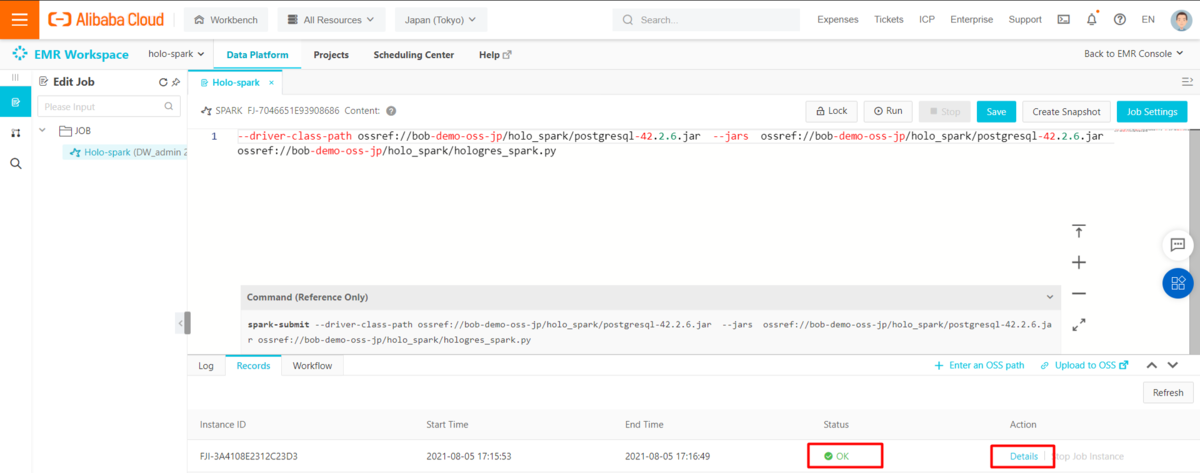 Alibaba Cloud Workbench All Resources Japan (Tokyo) Search... Expenses Tickets ICP Enterprise Support EN
EMR Workspace holo-spark Data Platform Projects Scheduling Center Help Back to EMR Console
Edit Job Holo-spark ×
Please Input
SPARK FJ-7046651E93908686 Content: ? Lock Run Stop Save Create Snapshot Job Settings
JOB
Holo-spark (DW_admin 2
1 --driver-class-path ossref://bob-demo-oss-jp/holo_spark/postgresql-42.2.6.jar --jars ossref://bob-demo-oss-jp/holo_spark/postgresql-42.2.6.jar
ossref://bob-demo-oss-jp/holo_spark/hologres_spark.py
Command (Reference Only)
spark-submit --driver-class-path ossref://bob-demo-oss-jp/holo_spark/postgresql-42.2.6.jar --jars ossref://bob-demo-oss-jp/holo_spark/postgresql-42.2.6.ja
r ossref://bob-demo-oss-jp/holo_spark/hologres_spark.py
Log Records Workflow + Enter an OSS path Upload to OSS
Refresh
Instance ID Start Time End Time Status Action
FJI-3A4108E2312C23D3 2021-08-05 17:15:53 2021-08-05 17:16:49 OK Details Stop Job Instance